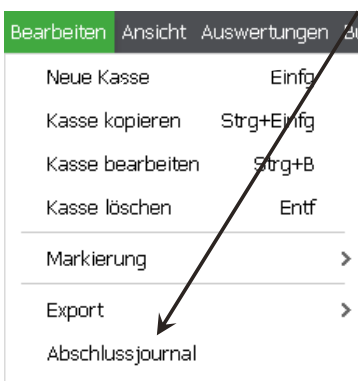 Bearbeiten Ansicht Auswertungen
Neue Kasse Einfg
Kasse kopieren Strg+Einfg
Kasse bearbeiten Strg+B
Kasse löschen Entf
Markierung
Export
Abschlussjournal